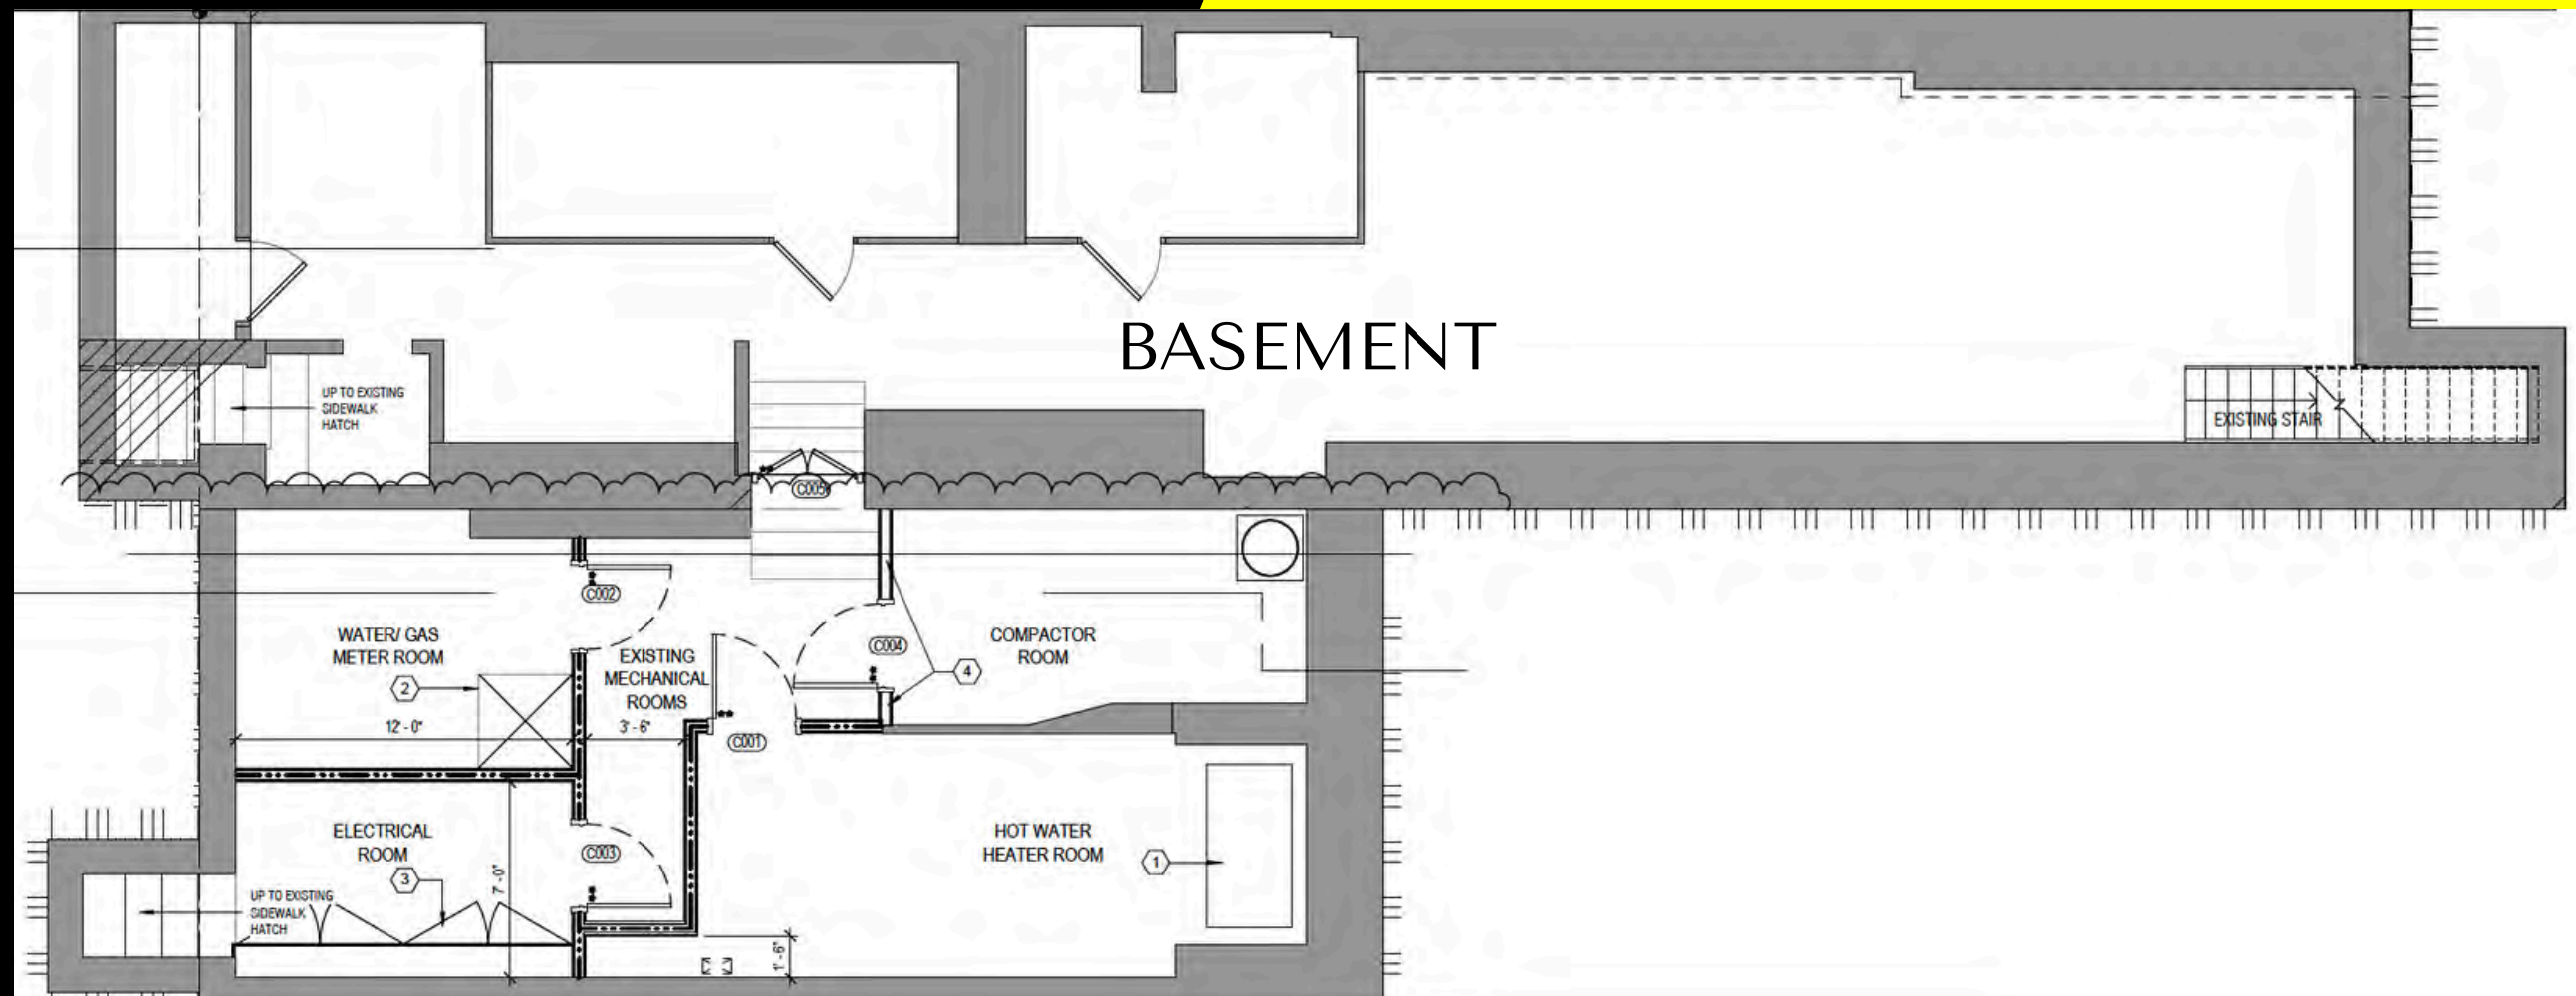 BASEMENT
UP TO EXISTING
SIDEWALK
HATCH
EXISTING STAIR
C005
C002
WATER/ GAS
METER ROOM
2
12' - 0"
EXISTING
MECHANICAL
ROOMS
3' - 6"
C004
4
COMPACTOR
ROOM
C001
ELECTRICAL
ROOM
3
7' - 0"
C003
UP TO EXISTING
SIDEWALK
HATCH
HOT WATER
HEATER ROOM
1
1' - 6"